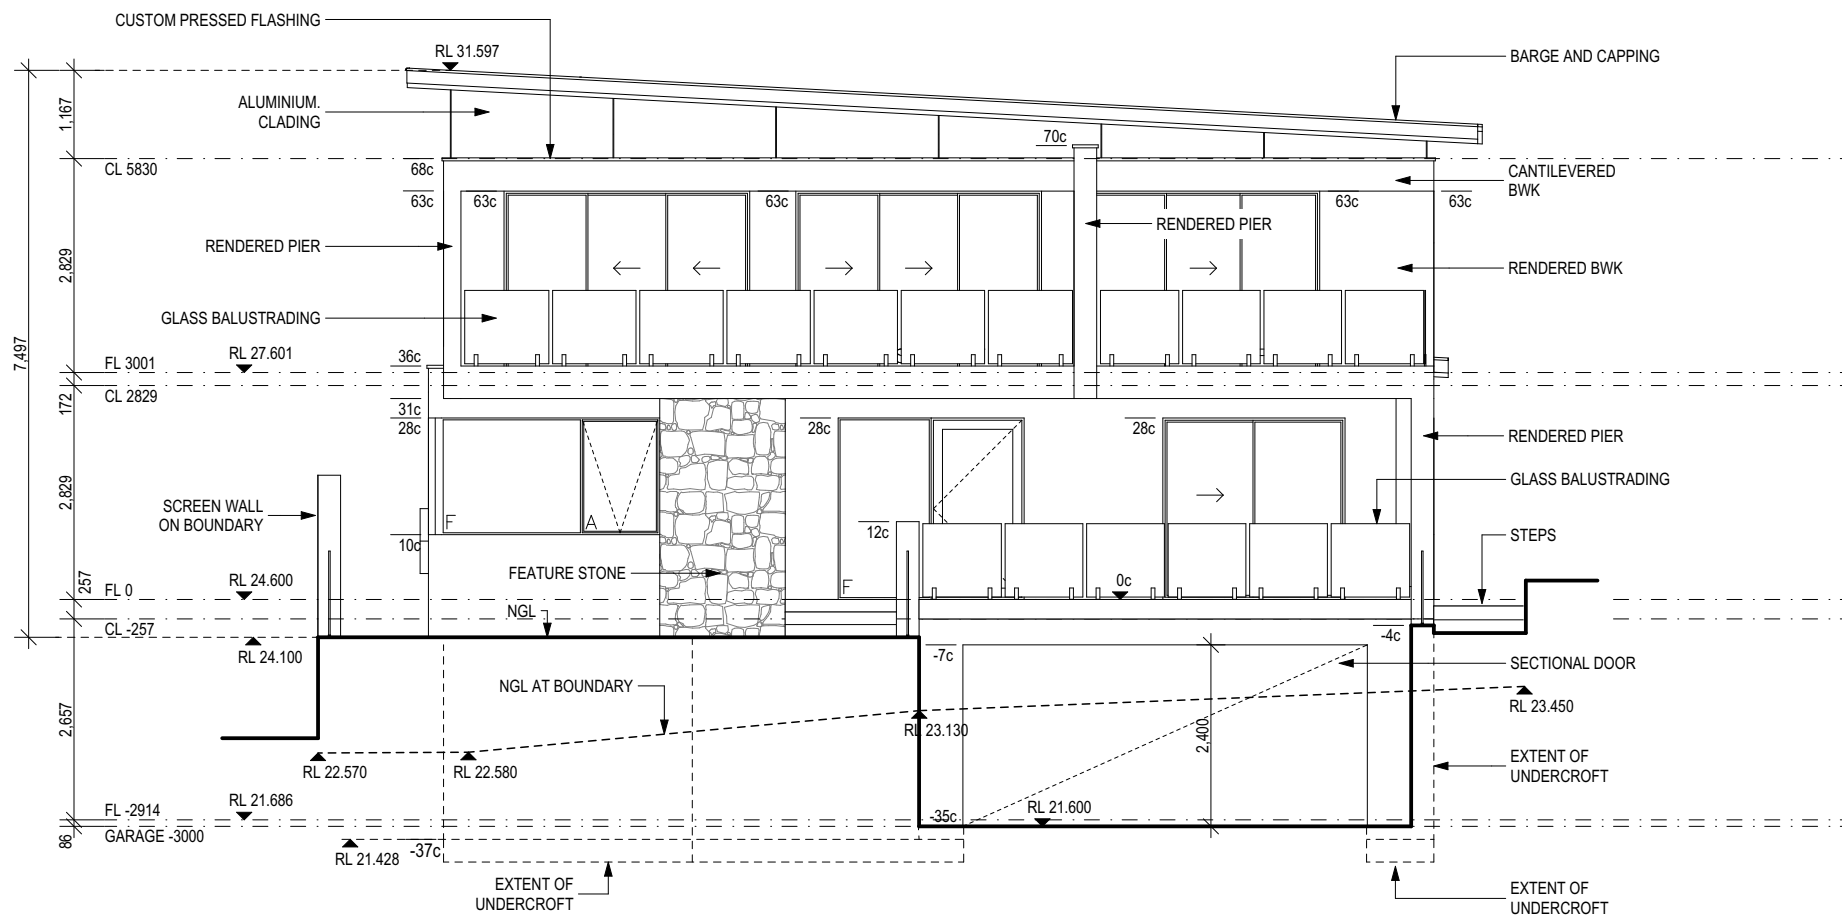 CUSTOM PRESSED FLASHING
RL 31.597
BARGE AND CAPPING
ALUMINIUM.
CLADING
1,167
70c
CL 5830
68c
CANTILEVERED
BWK
63c
63c
63c
63c
63c
RENDERED PIER
RENDERED PIER
2,829
RENDERED BWK
GLASS BALUSTRADING
7,497
FL 3001
RL 27.601
36c
172
CL 2829
31c
28c
28c
28c
RENDERED PIER
2,829
GLASS BALUSTRADING
SCREEN WALL
ON BOUNDARY
F
A
12c
10c
STEPS
FEATURE STONE
F
0c
257
FL 0
RL 24.600
NGL
CL -257
RL 24.100
-4c
-7c
SECTIONAL DOOR
NGL AT BOUNDARY
2,657
RL 23.130
RL 23.450
2,400
RL 22.570
RL 22.580
EXTENT OF
UNDERCROFT
FL -2914
RL 21.686
-35c
RL 21.600
86
GARAGE -3000
RL 21.428
-37c
EXTENT OF
UNDERCROFT
EXTENT OF
UNDERCROFT